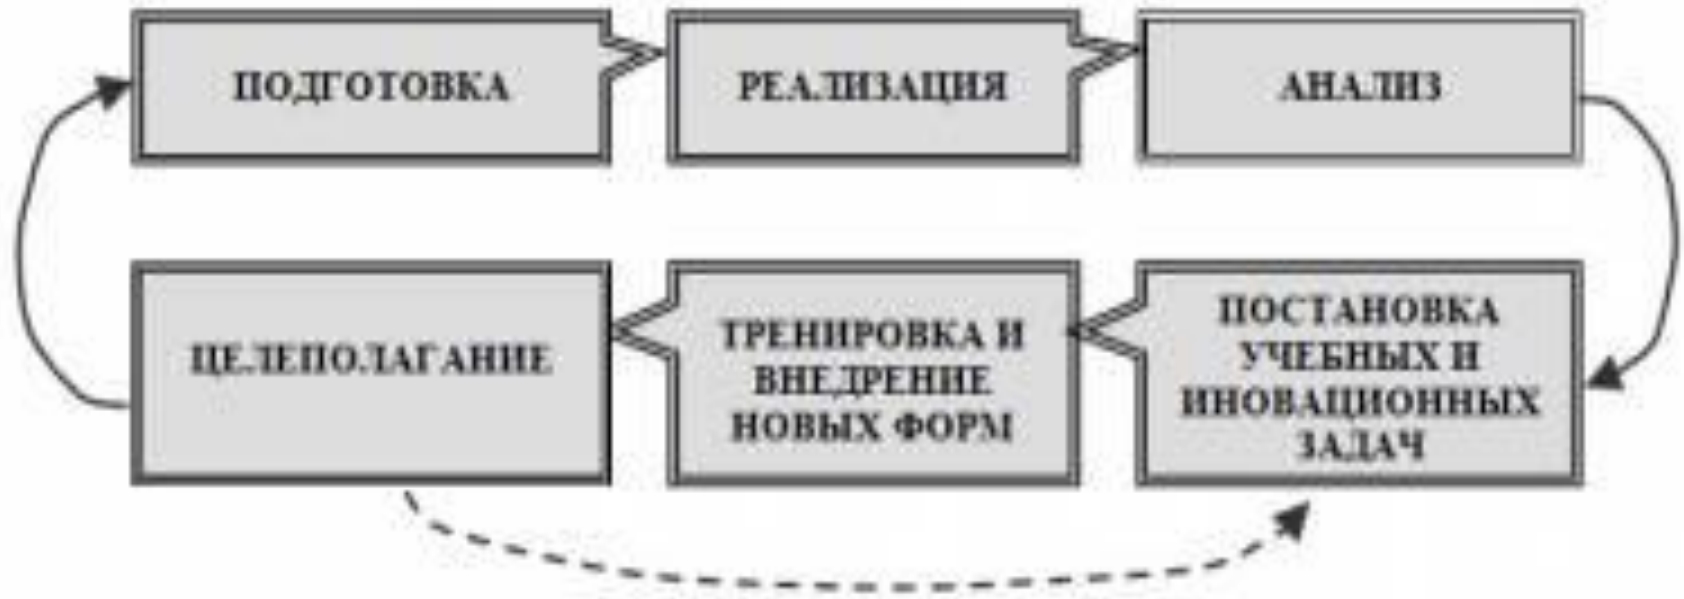 ПОДГОТОВКА
РЕАЛИЗАЦИЯ
АНАЛИЗ
ЦЕЛЕПОЛАГАНИЕ
ТРЕНИРОВКА И
ВНЕДРЕНИЕ
НОВЫХ ФОРМ
ПОСТАНОВКА
УЧЕБНЫХ И
ИНОВАЦИОННЫХ
ЗАДАЧ